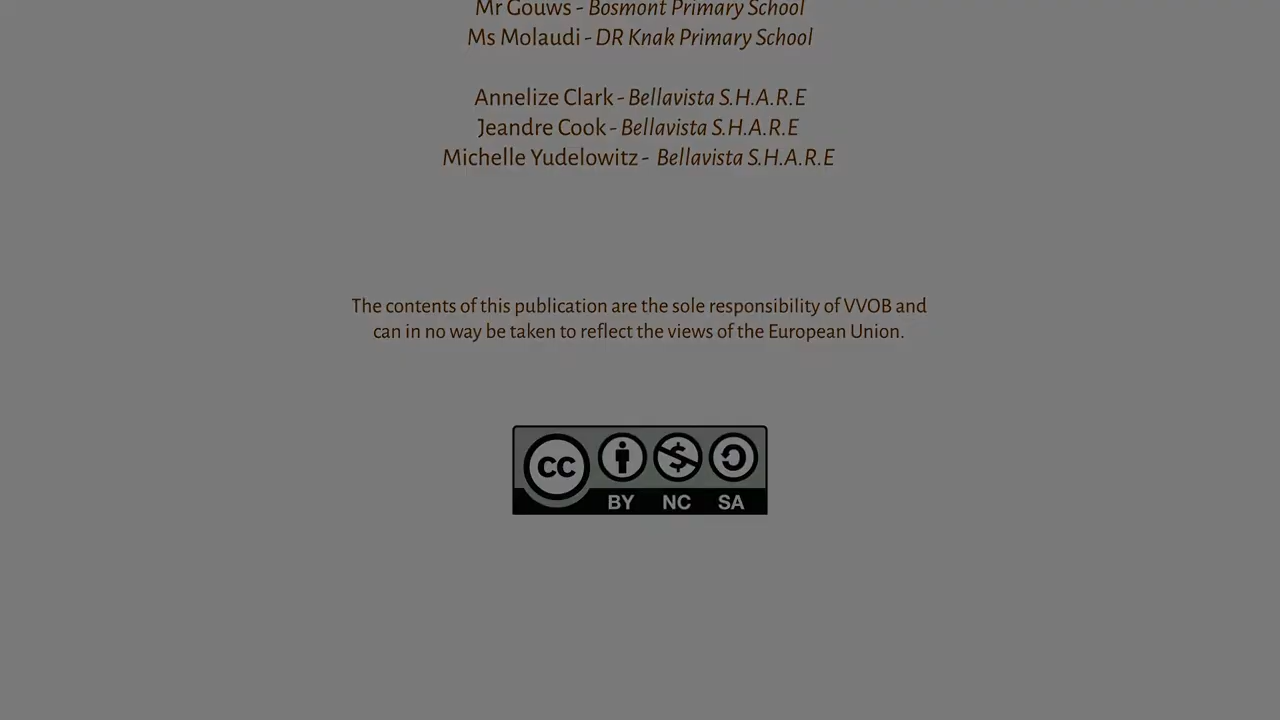 Mr Gouws - Bosmont Primary School
Ms Molaudi - DR Knak Primary School
Annelize Clark - Bellavista S.H.A.R.E
Jeandre Cook - Bellavista S.H.A.R.E
Michelle Yudelowitz - Bellavista S.H.A.R.E
The contents of this publication are the sole responsibility of VVOB and
can in no way be taken to reflect the views of the European Union.
CC
BY NC SA